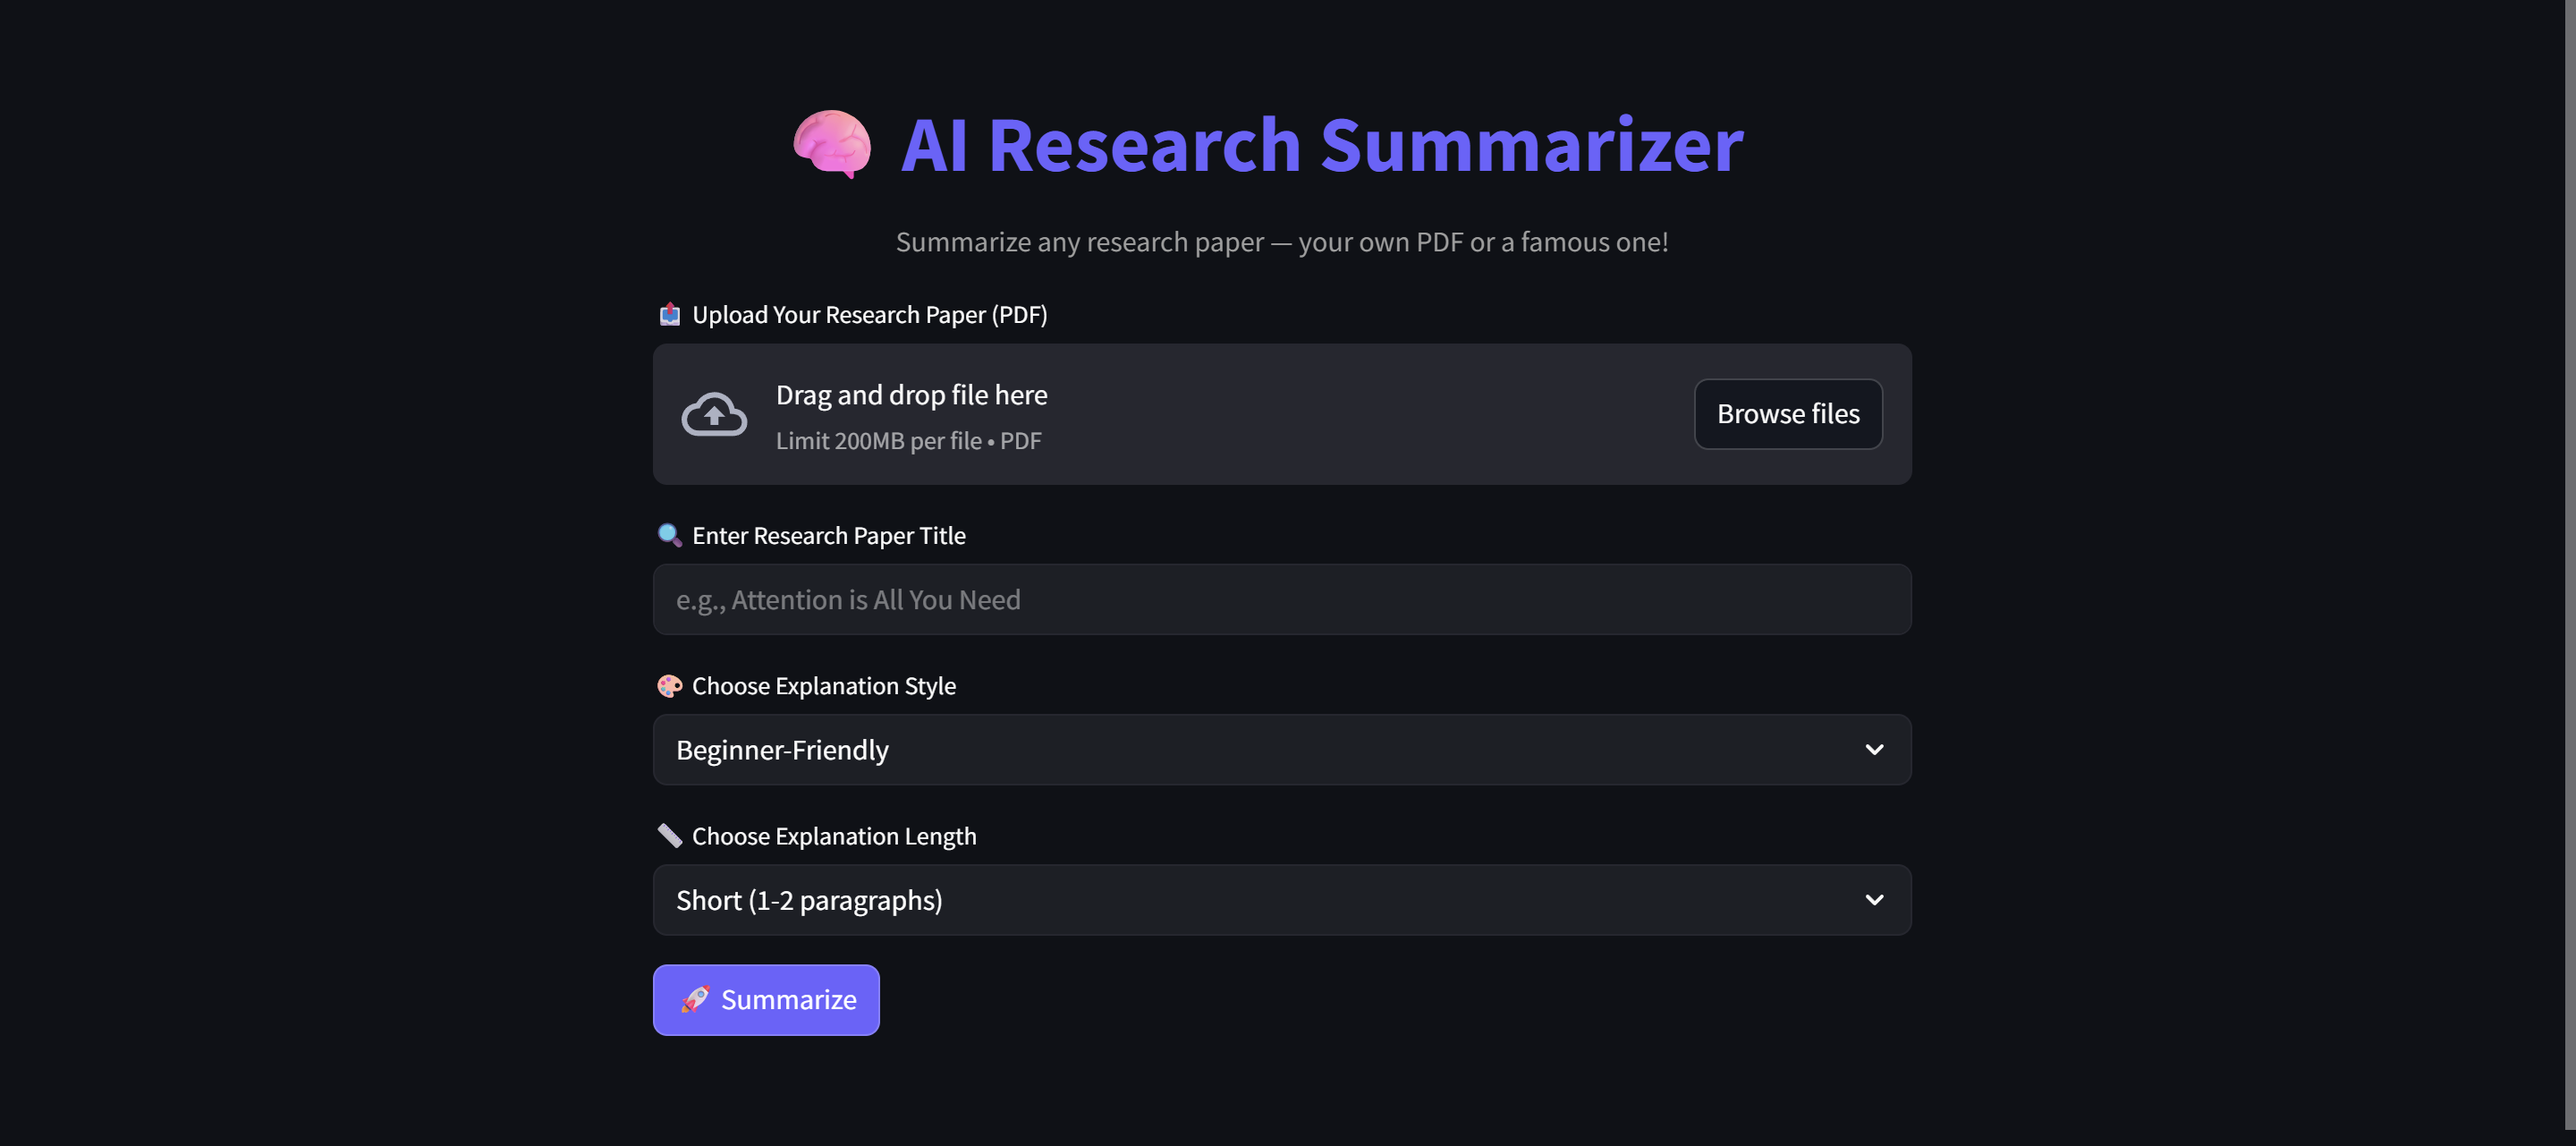 🧠 AI Research Summarizer
Summarize any research paper — your own PDF or a famous one!
📤 Upload Your Research Paper (PDF)
Drag and drop file here
Limit 200MB per file • PDF
Browse files
🔍 Enter Research Paper Title
e.g., Attention is All You Need
🎨 Choose Explanation Style
Beginner-Friendly
📏 Choose Explanation Length
Short (1-2 paragraphs)
🚀 Summarize